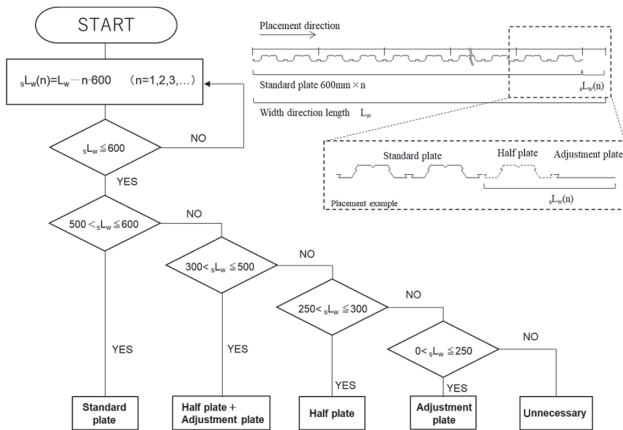 START
sLw(n)=Lw－n·600 (n=1,2,3,…)
NO
sLw≦600
YES
500<sLw≦600
NO
300<sLw≦500
NO
250<sLw≦300
NO
0<sLw≦250
NO
YES
YES
YES
YES
Standard
plate
Half plate＋
Adjustment plate
Half plate
Adjustment
plate
Unnecessary
Placement direction
Standard plate 600mm×n
sLw(n)
Width direction length Lw
Standard plate
Half plate
Adjustment plate
sLw(n)
Placement example